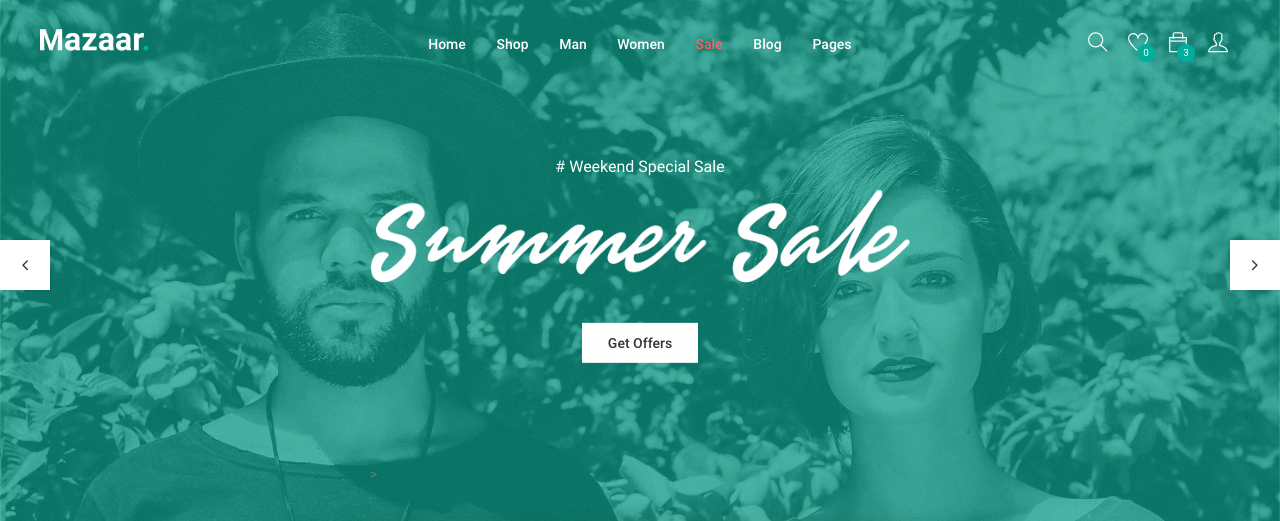 Mazaar.
Home Shop Man Women Sale Blog Pages
0
3
# Weekend Special Sale
Summer Sale
Get Offers
>